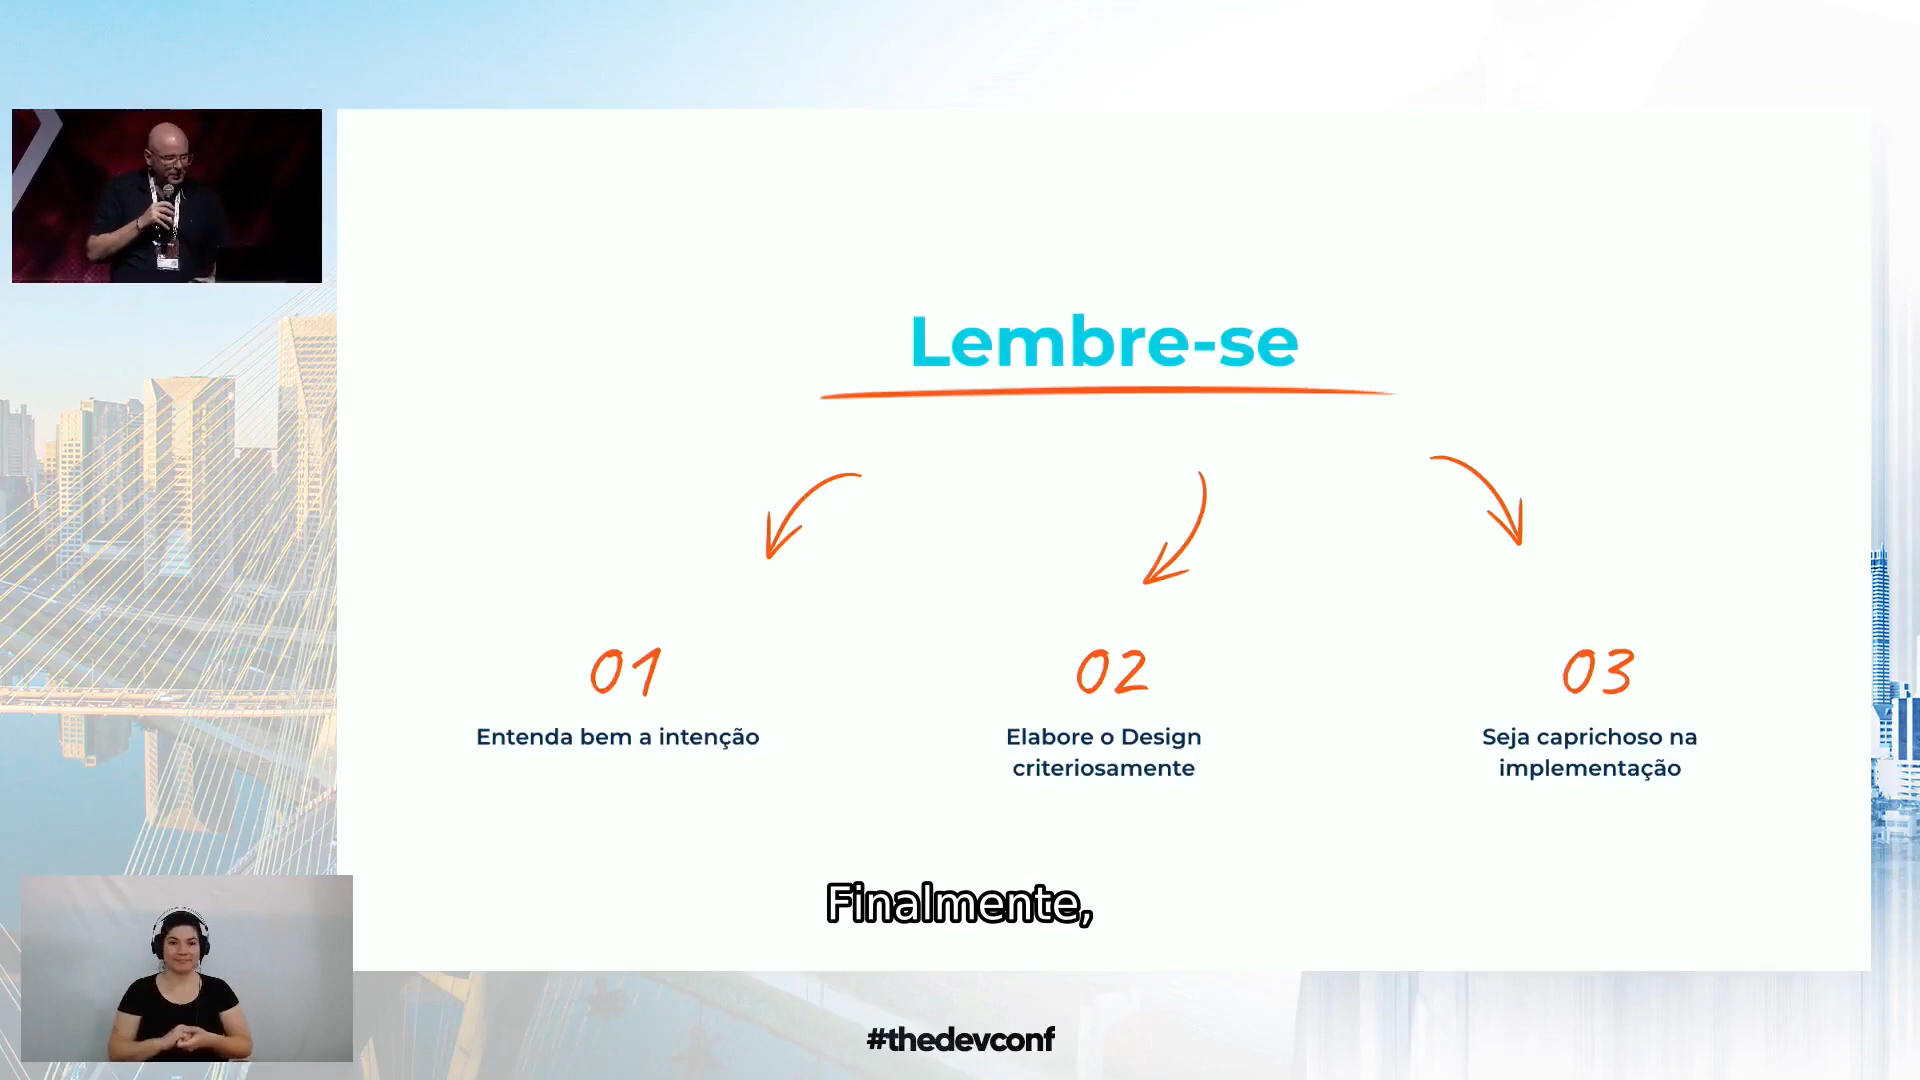 Lembre-se
01
Entenda bem a intenção
02
Elabore o Design
criteriosamente
03
Seja caprichoso na
implementação
Finalmente,
#thedevconf